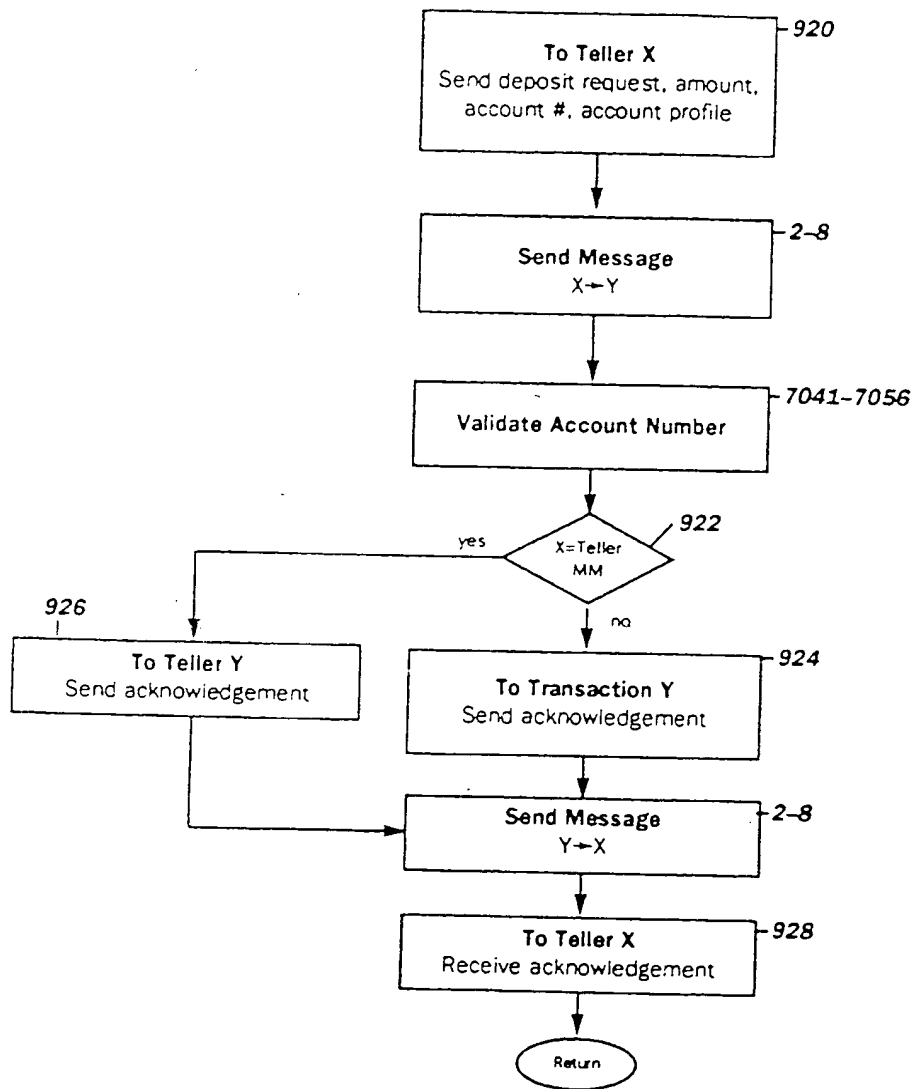 920
To Teller X
Send deposit request, amount,
account #, account profile
2-8
Send Message
X→Y
7041-7056
Validate Account Number
922
yes
X=Teller
MM
no
926
To Teller Y
Send acknowledgement
924
To Transaction Y
Send acknowledgement
2-8
Send Message
Y→X
928
To Teller X
Receive acknowledgement
Return